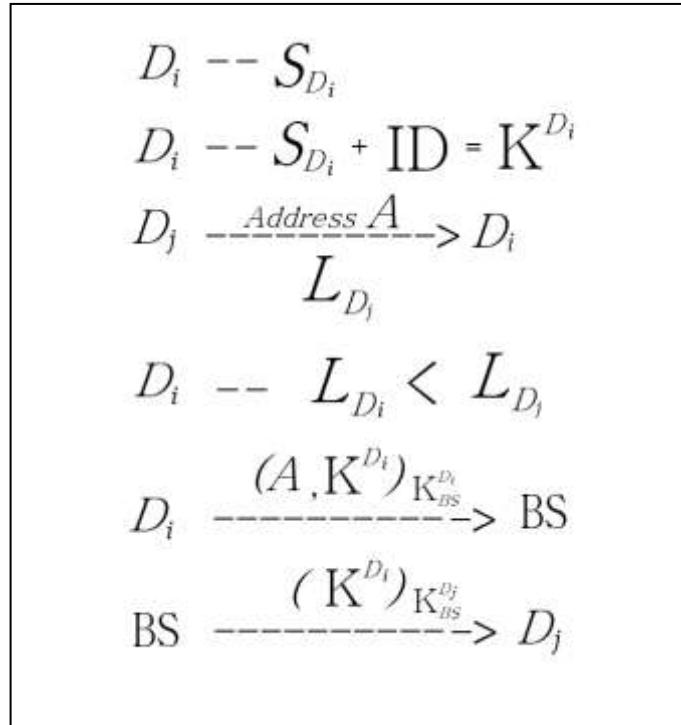 D_i -- S_{D_i}
D_i -- S_{D_i} + ID = K^{D_i}
D_j -- Address A --> D_i
L_{D_j}
D_i -- L_{D_i} < L_{D_j}
(A, K^{D_i})_{K_{BS}^{D_i}}
D_i ----------> BS
(K^{D_i})_{K_{BS}^{D_j}}
BS ------------> D_j